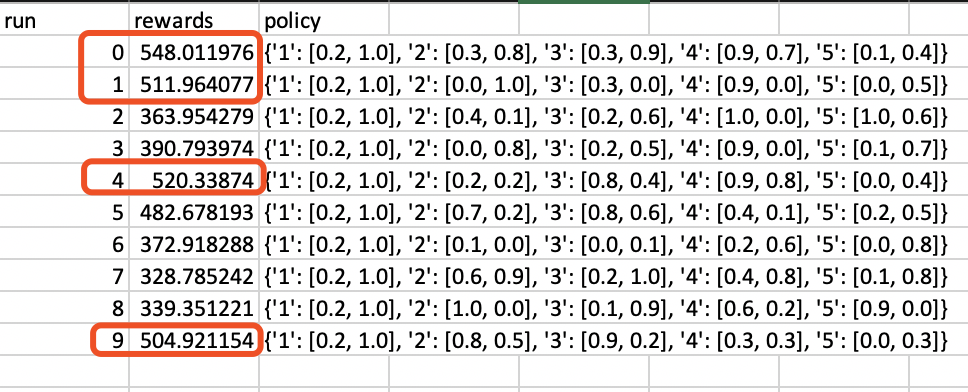 run rewards policy
0 548.011976 {'1': [0.2, 1.0], '2': [0.3, 0.8], '3': [0.3, 0.9], '4': [0.9, 0.7], '5': [0.1, 0.4]}
1 511.964077 {'1': [0.2, 1.0], '2': [0.0, 1.0], '3': [0.3, 0.0], '4': [0.9, 0.0], '5': [0.0, 0.5]}
2 363.954279 {'1': [0.2, 1.0], '2': [0.4, 0.1], '3': [0.2, 0.6], '4': [1.0, 0.0], '5': [1.0, 0.6]}
3 390.793974 {'1': [0.2, 1.0], '2': [0.0, 0.8], '3': [0.2, 0.5], '4': [0.9, 0.0], '5': [0.1, 0.7]}
4 520.33874 {'1': [0.2, 1.0], '2': [0.2, 0.2], '3': [0.8, 0.4], '4': [0.9, 0.8], '5': [0.0, 0.4]}
5 482.678193 {'1': [0.2, 1.0], '2': [0.7, 0.2], '3': [0.8, 0.6], '4': [0.4, 0.1], '5': [0.2, 0.5]}
6 372.918288 {'1': [0.2, 1.0], '2': [0.1, 0.0], '3': [0.0, 0.1], '4': [0.2, 0.6], '5': [0.0, 0.8]}
7 328.785242 {'1': [0.2, 1.0], '2': [0.6, 0.9], '3': [0.2, 1.0], '4': [0.4, 0.8], '5': [0.1, 0.8]}
8 339.351221 {'1': [0.2, 1.0], '2': [1.0, 0.0], '3': [0.1, 0.9], '4': [0.6, 0.2], '5': [0.9, 0.0]}
9 504.921154 {'1': [0.2, 1.0], '2': [0.8, 0.5], '3': [0.9, 0.2], '4': [0.3, 0.3], '5': [0.0, 0.3]}